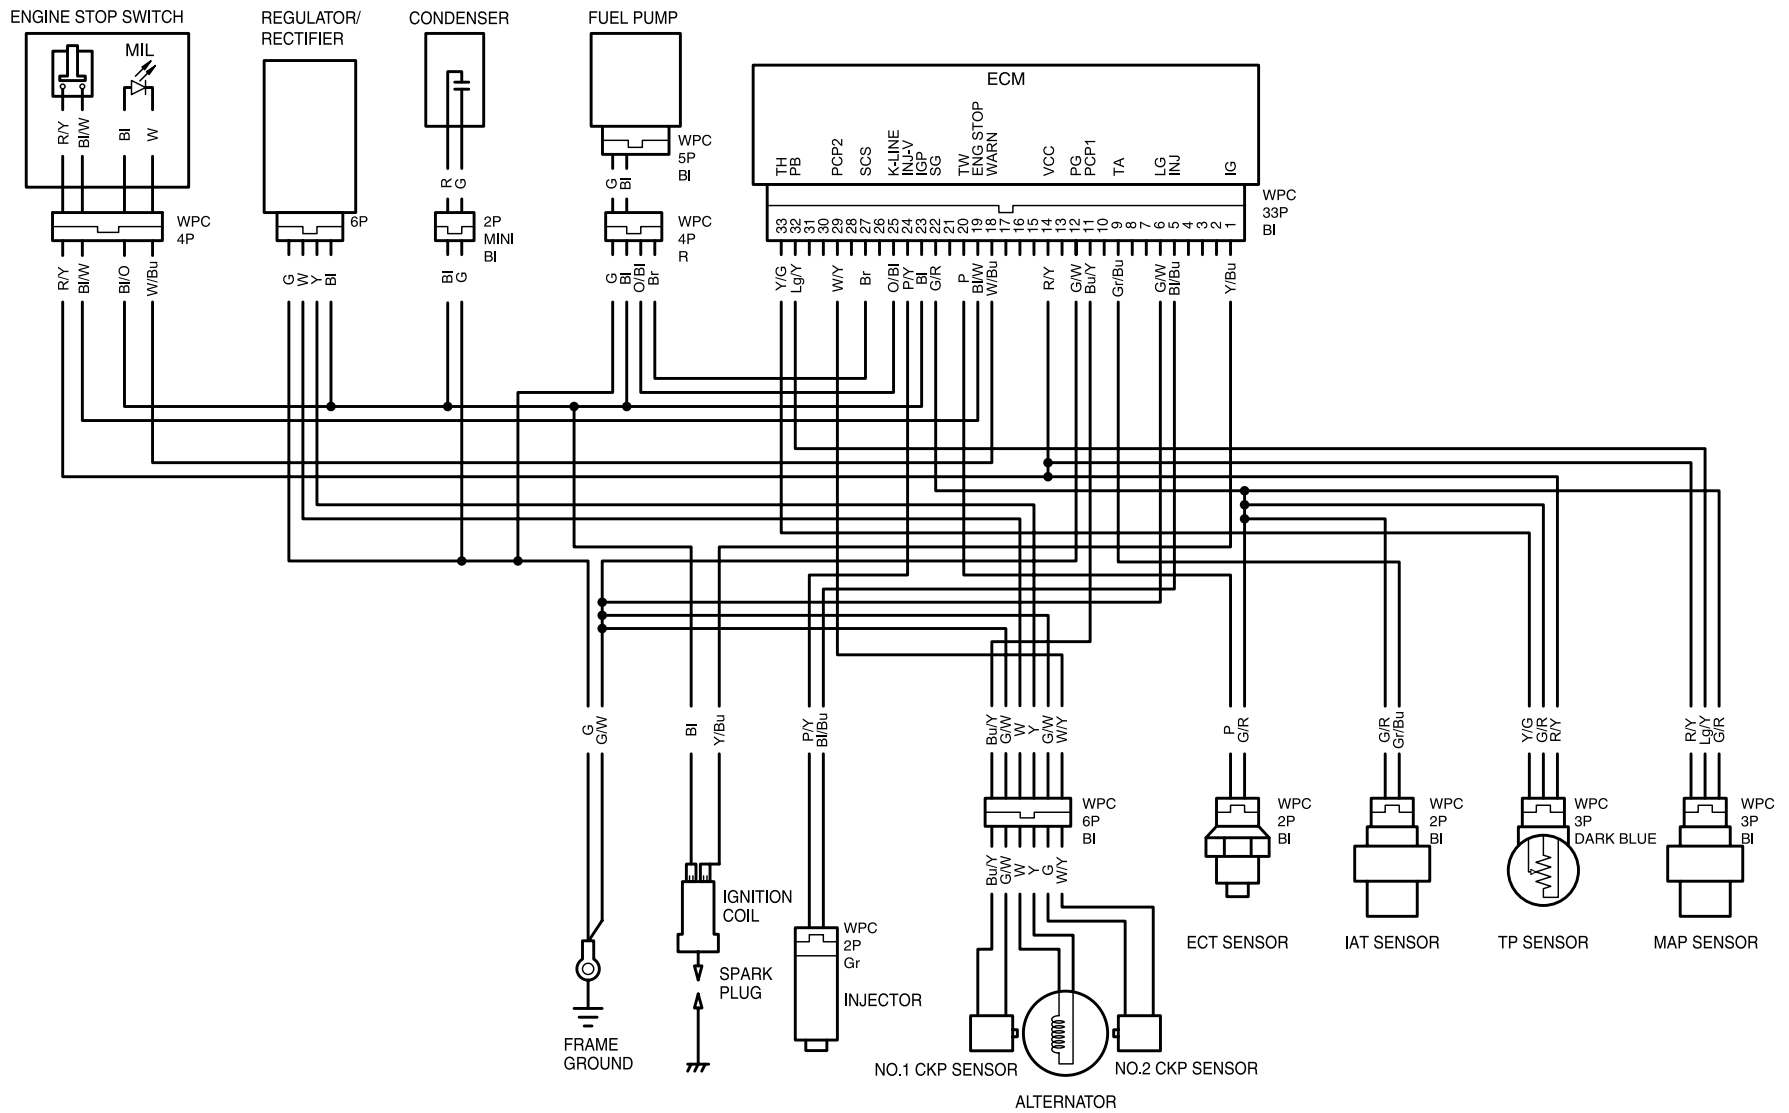 ENGINE STOP SWITCH
REGULATOR/
RECTIFIER
CONDENSER
FUEL PUMP
MIL
R/Y
Bl/W
Bl
W
WPC
4P
R/Y
Bl/W
Bl/O
W/Bu
6P
G
W
Y
Bl
R
G
2P
MINI
Bl
Bl
G
WPC
5P
Bl
G
Bl
WPC
4P
R
G
Bl
O/Bl
Br
ECM
TH
PB
PCP2
SCS
K-LINE
INJ-V
IGP
SG
TW
ENG STOP
WARN
VCC
PG
PCP1
TA
LG
INJ
IG
WPC
33P
Bl
33
32
31
30
29
28
27
26
25
24
23
22
21
20
19
18
17
16
15
14
13
12
11
10
9
8
7
6
5
4
3
2
1
Y/G
Lg/Y
W/Y
Br
O/Bl
P/Y
Bl
G/R
P
Bl/W
W/Bu
R/Y
G/W
Bu/Y
Gr/Bu
G/W
Bl/Bu
Y/Bu
G
G/W
Bl
Y/Bu
P/Y
Bl/Bu
Bu/Y
G/W
W
Y
G/W
W/Y
P
G/R
G/R
Gr/Bu
Y/G
G/R
R/Y
R/Y
Lg/Y
G/R
WPC
6P
Bl
WPC
2P
Bl
WPC
2P
Bl
WPC
3P
DARK BLUE
WPC
3P
Bl
Bu/Y
G/W
W
Y
G
W/Y
IGNITION
COIL
WPC
2P
Gr
SPARK
PLUG
INJECTOR
FRAME
GROUND
ECT SENSOR
IAT SENSOR
TP SENSOR
MAP SENSOR
NO.1 CKP SENSOR
NO.2 CKP SENSOR
ALTERNATOR